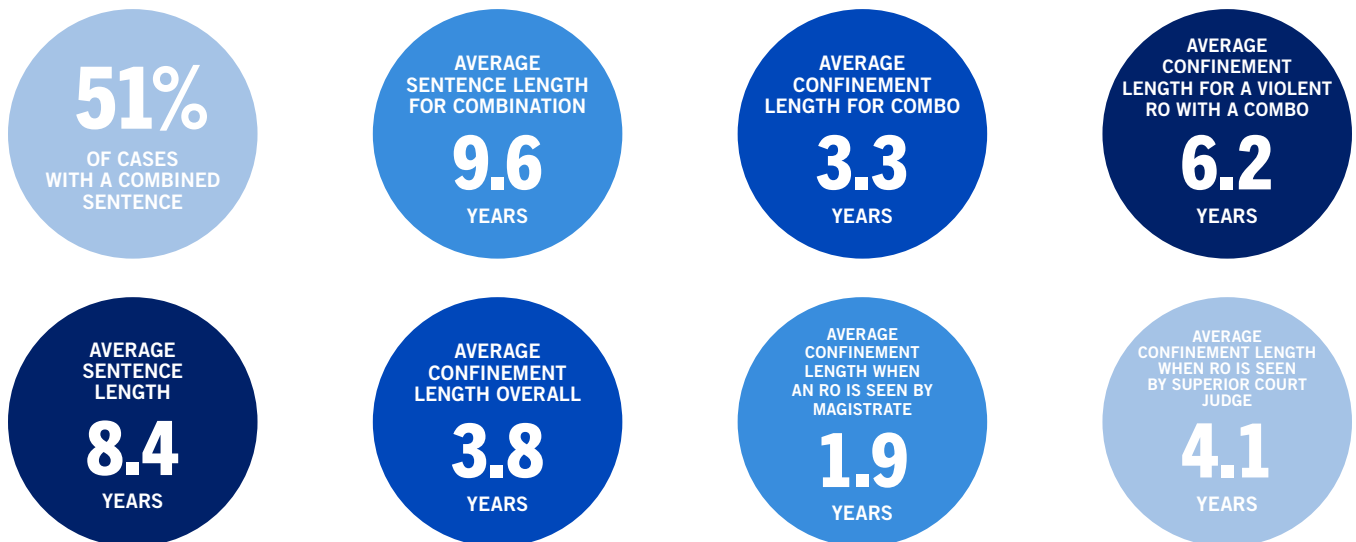 51%
OF CASES
WITH A COMBINED
SENTENCE
AVERAGE
SENTENCE LENGTH
FOR COMBINATION
9.6
YEARS
AVERAGE
CONFINEMENT
LENGTH FOR COMBO
3.3
YEARS
AVERAGE
CONFINEMENT
LENGTH FOR A VIOLENT
RO WITH A COMBO
6.2
YEARS
AVERAGE
SENTENCE
LENGTH
8.4
YEARS
AVERAGE
CONFINEMENT
LENGTH OVERALL
3.8
YEARS
AVERAGE
CONFINEMENT
LENGTH WHEN
AN RO IS SEEN BY
MAGISTRATE
1.9
YEARS
AVERAGE
CONFINEMENT LENGTH
WHEN RO IS SEEN
BY SUPERIOR COURT
JUDGE
4.1
YEARS